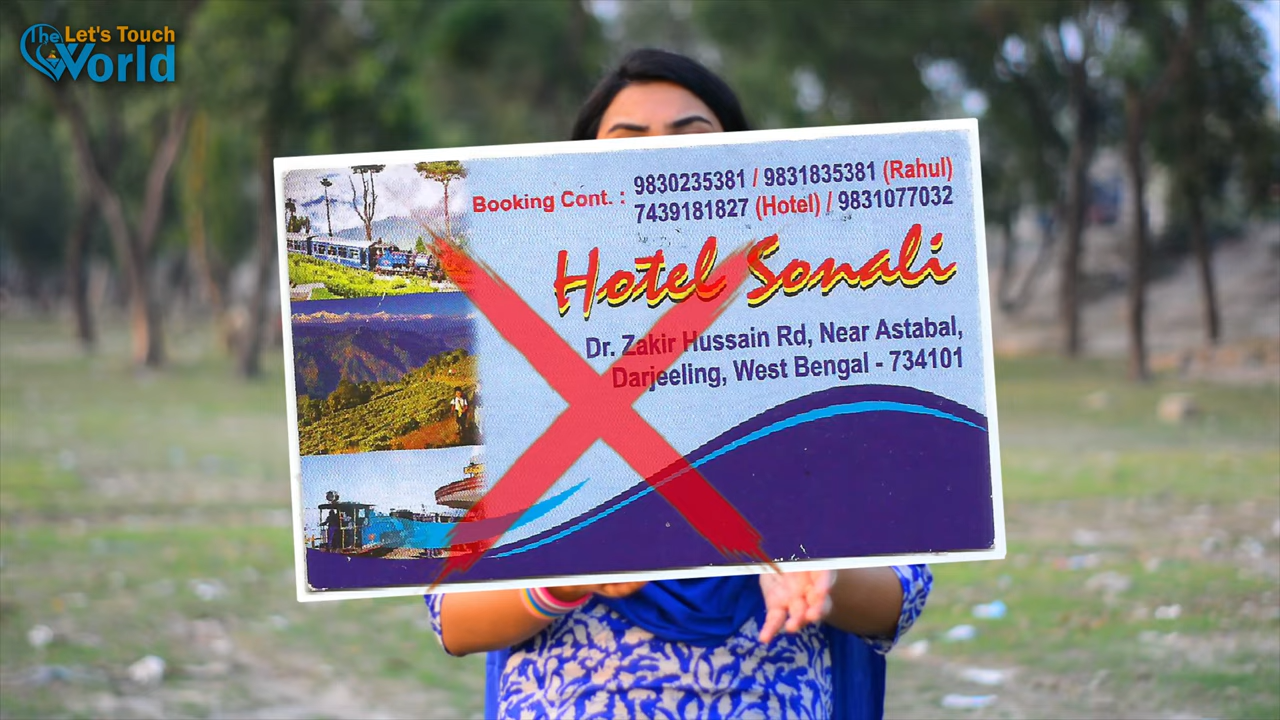 The Let's Touch
World
Booking Cont. : 9830235381 / 9831835381 (Rahul)
7439181827 (Hotel) / 9831077032
Hotel Sonali
Dr. Zakir Hussain Rd, Near Astabal,
Darjeeling, West Bengal - 734101